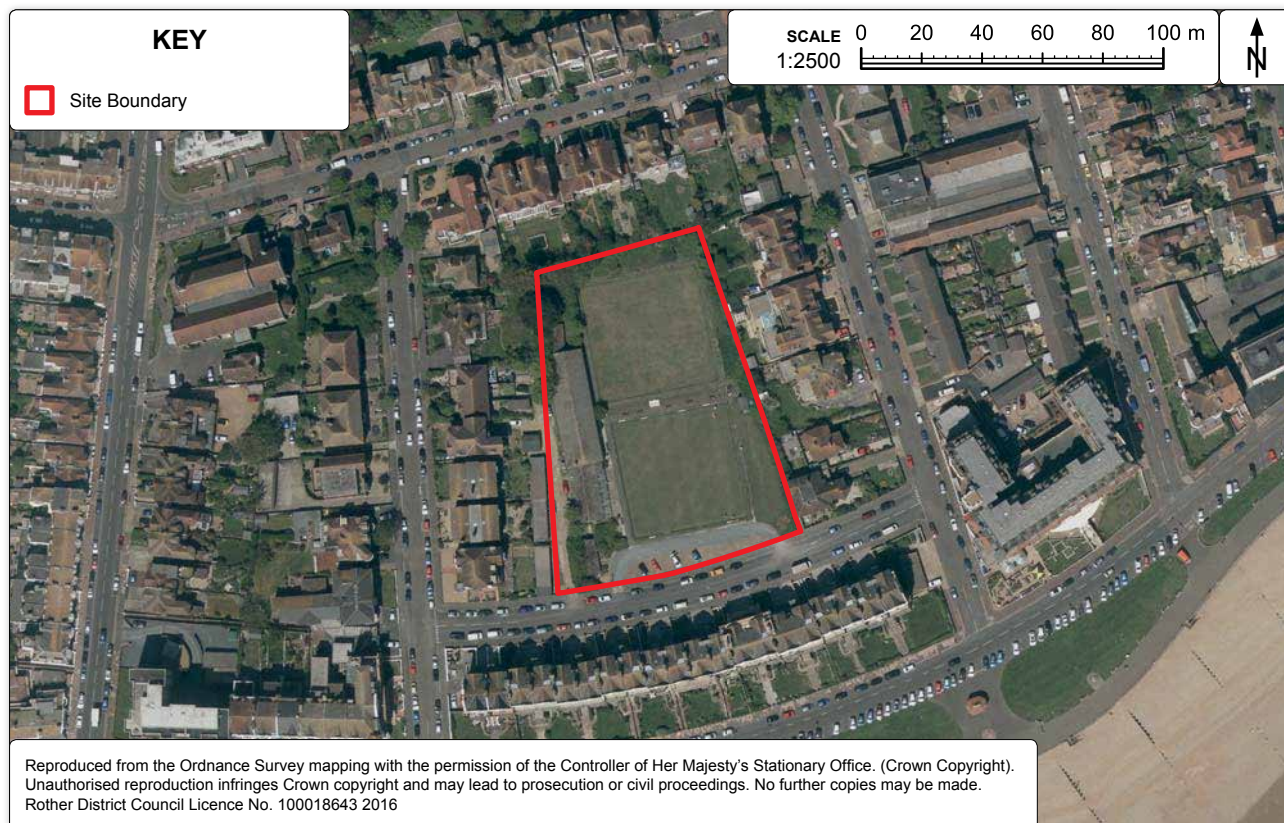 KEY
Site Boundary
SCALE 0 20 40 60 80 100 m
1:2500
N
Reproduced from the Ordnance Survey mapping with the permission of the Controller of Her Majesty's Stationary Office. (Crown Copyright).
Unauthorised reproduction infringes Crown copyright and may lead to prosecution or civil proceedings. No further copies may be made.
Rother District Council Licence No. 100018643 2016